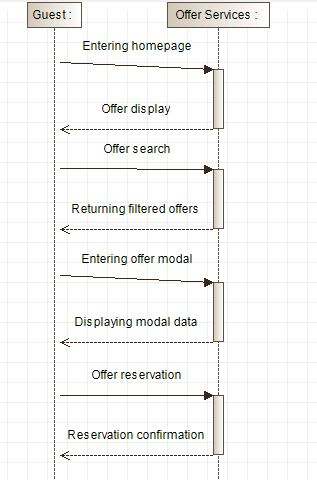 Guest :
Offer Services :
Entering homepage
Offer display
Offer search
Returning filtered offers
Entering offer modal
Displaying modal data
Offer reservation
Reservation confirmation